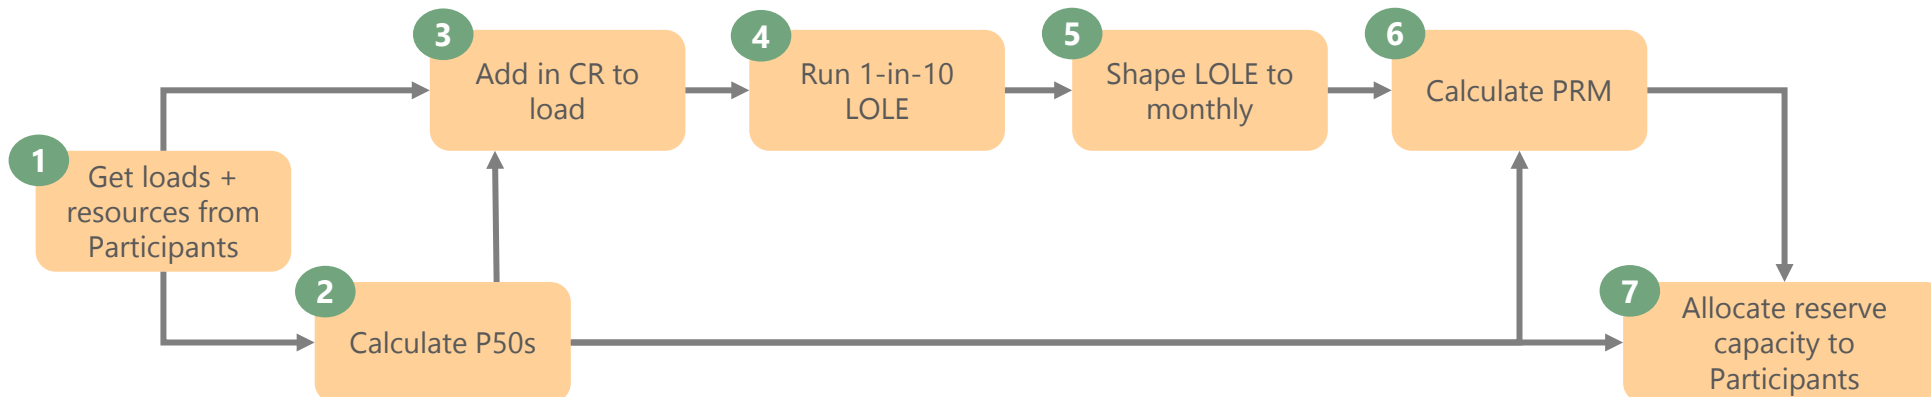 1
Get loads +
resources from
Participants
2
Calculate P50s
3
Add in CR to
load
4
Run 1-in-10
LOLE
5
Shape LOLE to
monthly
6
Calculate PRM
7
Allocate reserve
capacity to
Participants